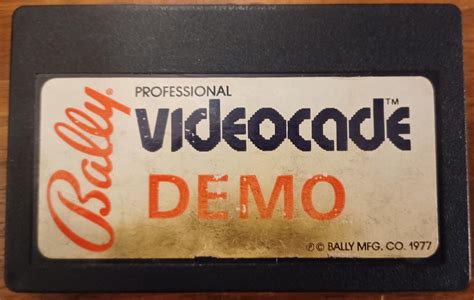 Bally®
PROFESSIONAL
VIDEOCADE™
DEMO
Ⓟ © BALLY MFG. CO. 1977